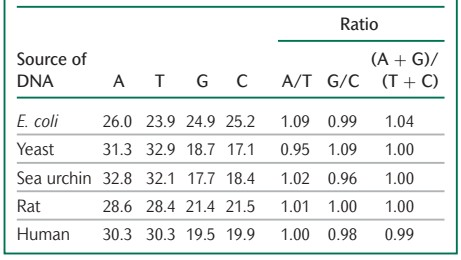 Ratio
Source of (A + G)/
DNA A T G C A/T G/C (T + C)
E. coli 26.0 23.9 24.9 25.2 1.09 0.99 1.04
Yeast 31.3 32.9 18.7 17.1 0.95 1.09 1.00
Sea urchin 32.8 32.1 17.7 18.4 1.02 0.96 1.00
Rat 28.6 28.4 21.4 21.5 1.01 1.00 1.00
Human 30.3 30.3 19.5 19.9 1.00 0.98 0.99